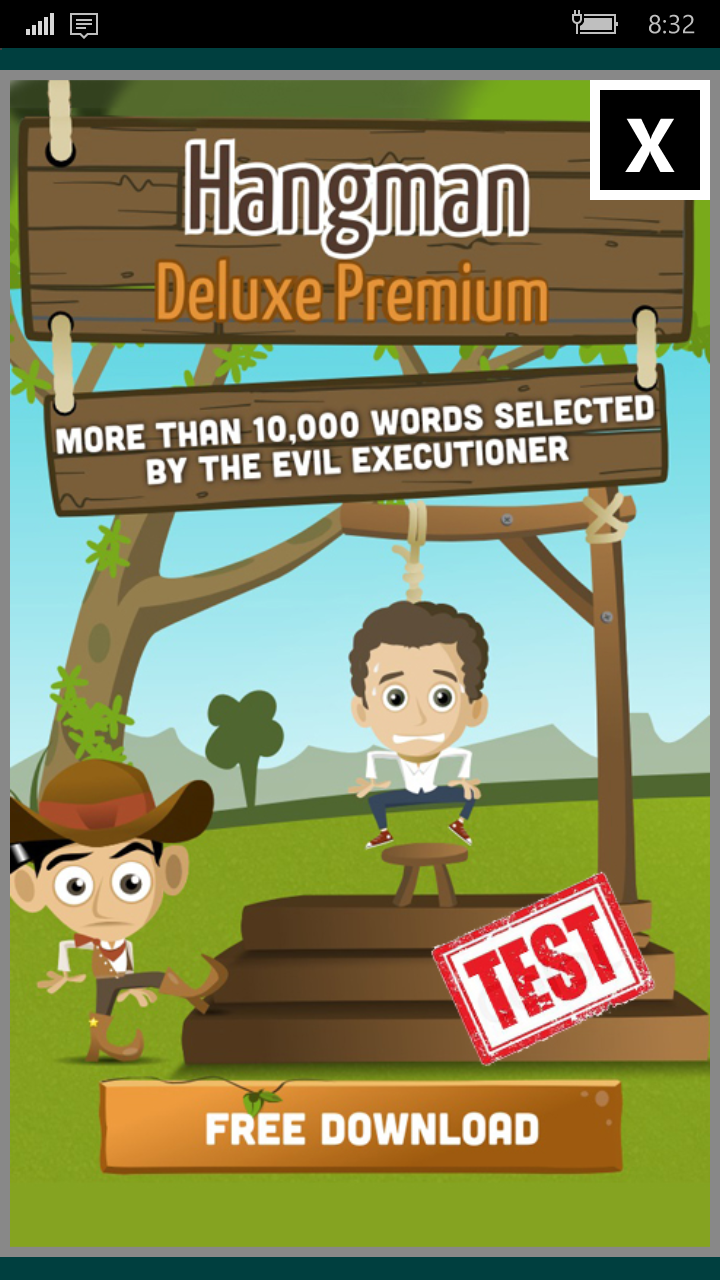 8:32
X
Hangman
Deluxe Premium
MORE THAN 10,000 WORDS SELECTED
BY THE EVIL EXECUTIONER
TEST
FREE DOWNLOAD